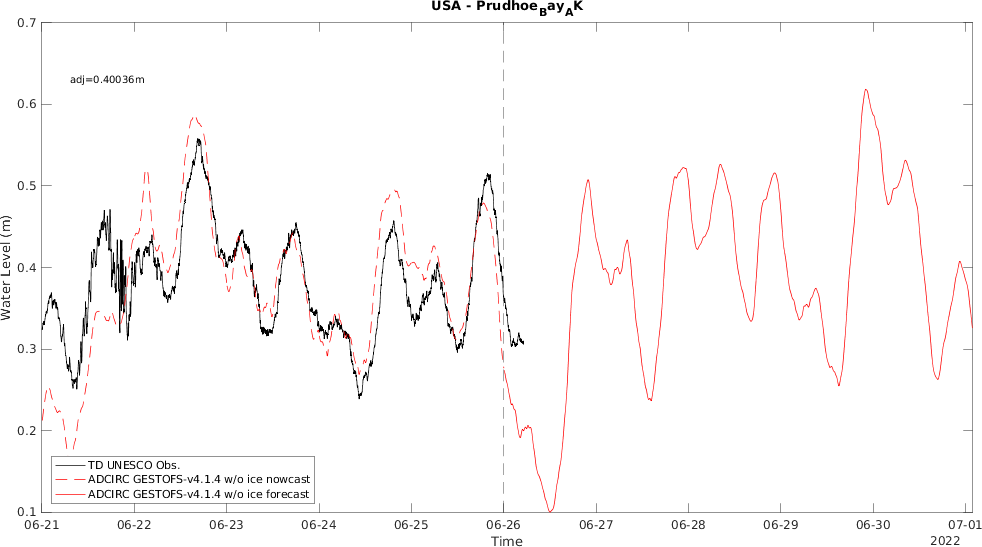 USA - Prudhoe_Bay_AK
0.7
adj=0.40036m
0.6
0.5
0.4
Water Level (m)
0.3
0.2
TD UNESCO Obs.
ADCIRC GESTOFS-v4.1.4 w/o ice nowcast
ADCIRC GESTOFS-v4.1.4 w/o ice forecast
0.1
06-21 06-22 06-23 06-24 06-25 06-26 06-27 06-28 06-29 06-30 07-01
Time
2022